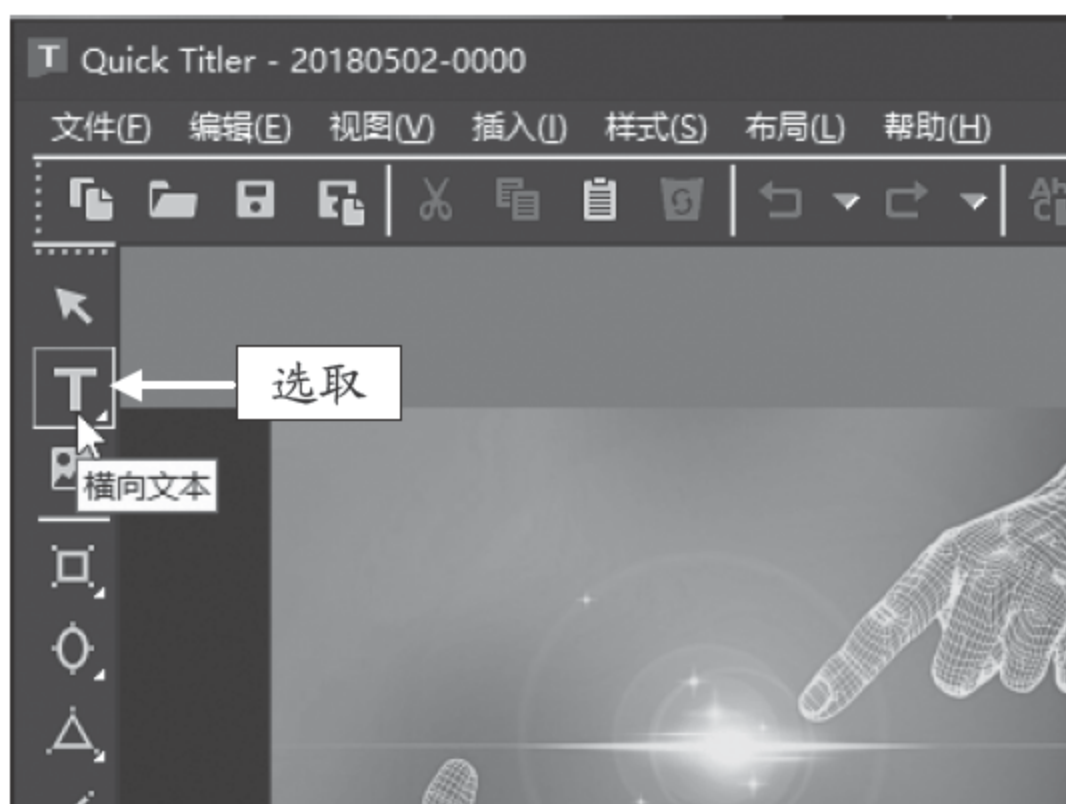 T Quick Titler - 20180502-0000
文件(F) 编辑(E) 视图(V) 插入(I) 样式(S) 布局(L) 帮助(H)
T
选取
横向文本